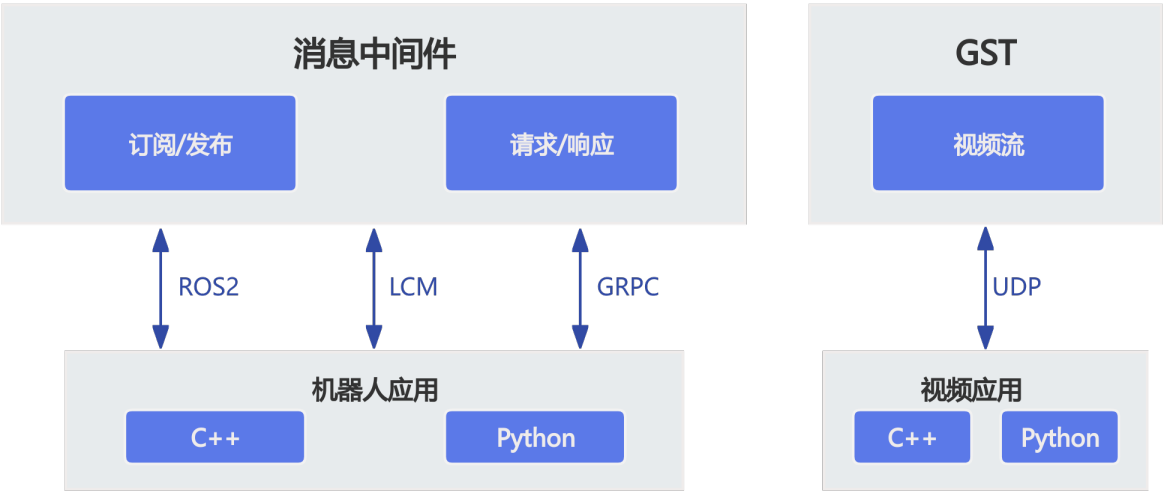 消息中间件
订阅/发布
请求/响应
ROS2
LCM
GRPC
机器人应用
C++
Python
GST
视频流
UDP
视频应用
C++
Python